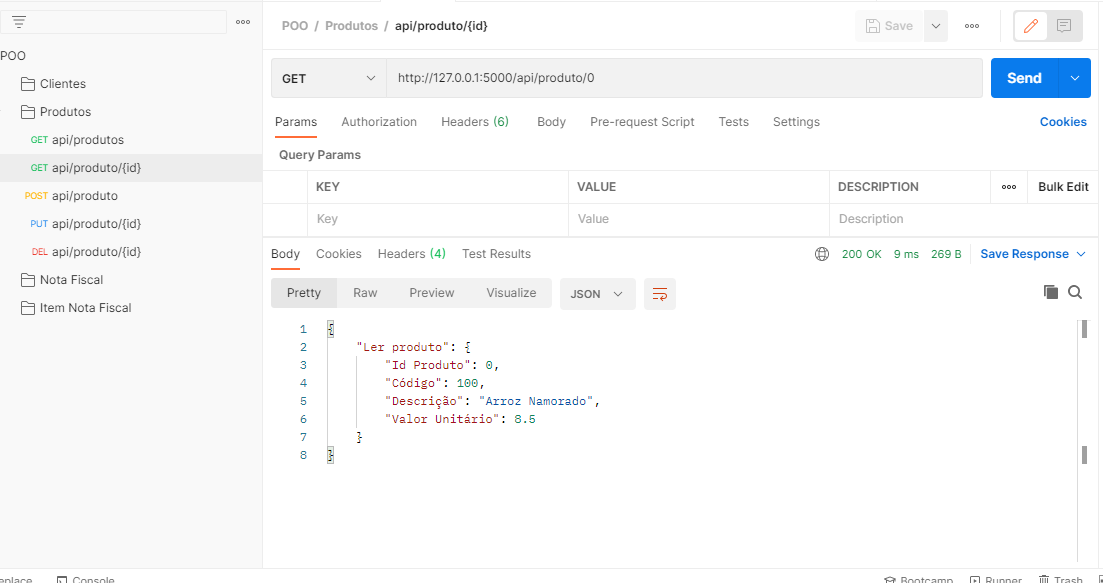 POO / Produtos / api/produto/{id}
Save
POO
GET
http://127.0.0.1:5000/api/produto/0
Send
Clientes
Produtos
GET api/produtos
GET api/produto/{id}
POST api/produto
PUT api/produto/{id}
DEL api/produto/{id}
Nota Fiscal
Item Nota Fiscal
Params Authorization Headers (6) Body Pre-request Script Tests Settings Cookies
Query Params
KEY VALUE DESCRIPTION Bulk Edit
Key Value Description
Body Cookies Headers (4) Test Results 200 OK 9 ms 269 B Save Response
Pretty Raw Preview Visualize JSON
1 {
2 "Ler produto": {
3 "Id Produto": 0,
4 "Código": 100,
5 "Descrição": "Arroz Namorado",
6 "Valor Unitário": 8.5
7 }
8 }
Console Bootcamp Runner Trash